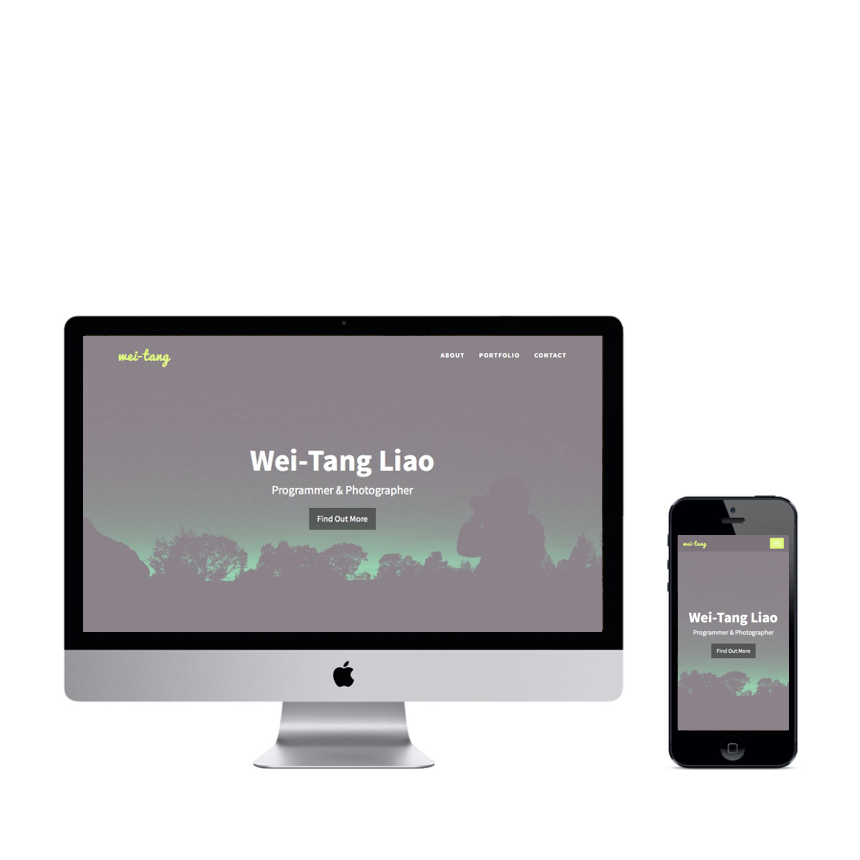 wei-tang
ABOUT PORTFOLIO CONTACT
Wei-Tang Liao
Programmer & Photographer
Find Out More
wei-tang
Wei-Tang Liao
Programmer & Photographer
Find Out More